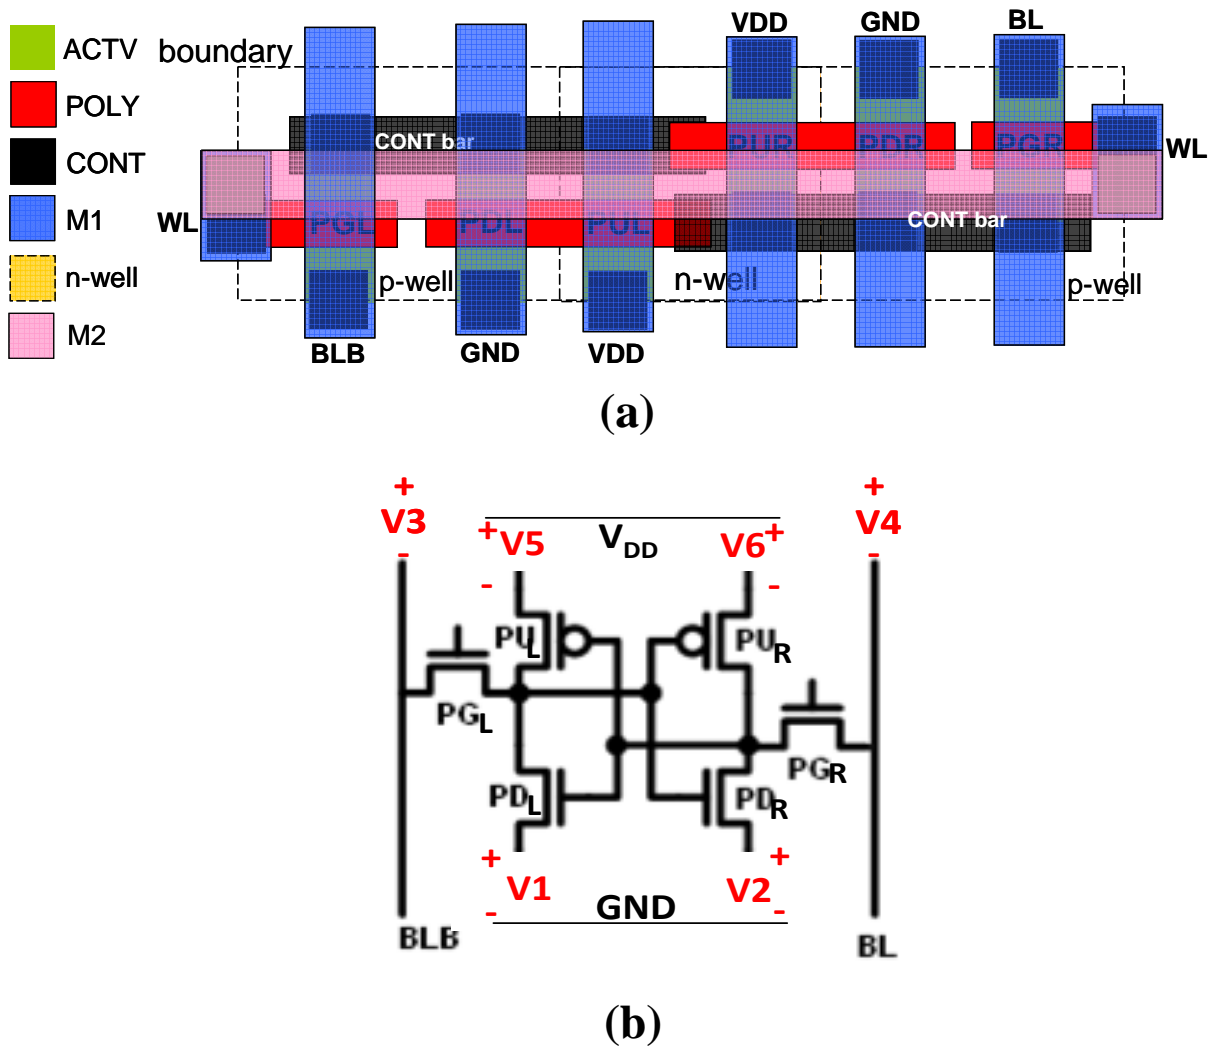 ACTV
boundary
VDD
GND
BL
POLY
CONT bar
PUR
PDR
PGR
CONT
WL
M1
WL
PGL
PDL
PUL
CONT bar
n-well
p-well
n-well
p-well
M2
BLB
GND
VDD
(a)
+
+
V3
V4
-
-
+
V5
VDD
V6
+
-
-
PUL
PUR
PGL
PGR
PDL
PDR
+
+
V1
V2
-
GND
-
BLB
BL
(b)